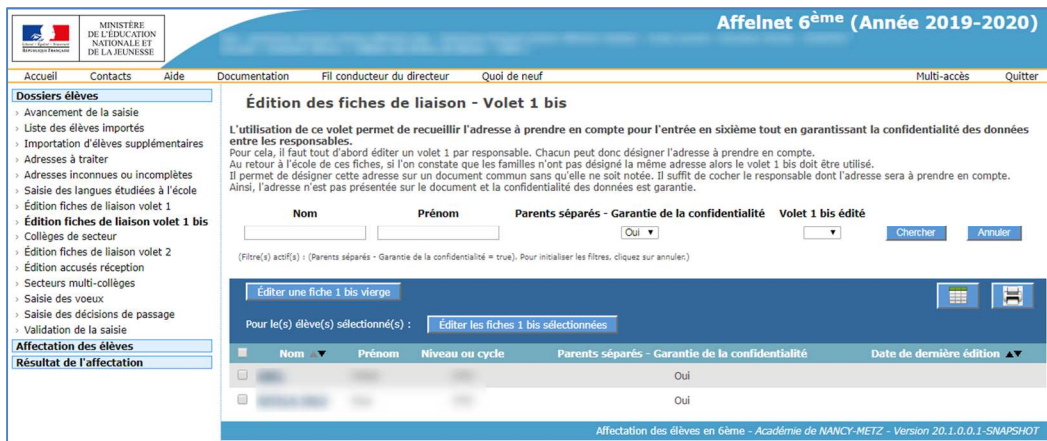 MINISTÈRE
DE L'ÉDUCATION
NATIONALE ET
DE LA JEUNESSE
Liberté • Égalité • Fraternité
RÉPUBLIQUE FRANÇAISE
Affelnet 6ème (Année 2019-2020)
Accueil Contacts Aide Documentation Fil conducteur du directeur Quoi de neuf Multi-accès Quitter
Dossiers élèves
› Avancement de la saisie
› Liste des élèves importés
› Importation d'élèves supplémentaires
› Adresses à traiter
› Adresses inconnues ou incomplètes
› Saisie des langues étudiées à l'école
› Édition fiches de liaison volet 1
› Édition fiches de liaison volet 1 bis
› Collèges de secteur
› Édition fiches de liaison volet 2
› Édition accusés réception
› Secteurs multi-collèges
› Saisie des voeux
› Saisie des décisions de passage
› Validation de la saisie
Affectation des élèves
Résultat de l'affectation
Édition des fiches de liaison - Volet 1 bis
L'utilisation de ce volet permet de recueillir l'adresse à prendre en compte pour l'entrée en sixième tout en garantissant la confidentialité des données
entre les responsables.
Pour cela, il faut tout d'abord éditer un volet 1 par responsable. Chacun peut donc désigner l'adresse à prendre en compte.
Au retour à l'école de ces fiches, si l'on constate que les familles n'ont pas désigné la même adresse alors le volet 1 bis doit être utilisé.
Il permet de désigner cette adresse sur un document commun sans qu'elle ne soit notée. Il suffit de cocher le responsable dont l'adresse sera à prendre en compte.
Ainsi, l'adresse n'est pas présentée sur le document et la confidentialité des données est garantie.
Nom Prénom Parents séparés - Garantie de la confidentialité Volet 1 bis édité
Oui Chercher Annuler
(Filtre(s) actif(s) : (Parents séparés - Garantie de la confidentialité = true). Pour initialiser les filtres, cliquez sur annuler.)
Éditer une fiche 1 bis vierge
Pour le(s) élève(s) sélectionné(s) : Éditer les fiches 1 bis sélectionnées
Nom Prénom Niveau ou cycle Parents séparés - Garantie de la confidentialité Date de dernière édition
Oui
Oui
Affectation des élèves en 6ème - Académie de NANCY-METZ - Version 20.1.0.0.1-SNAPSHOT